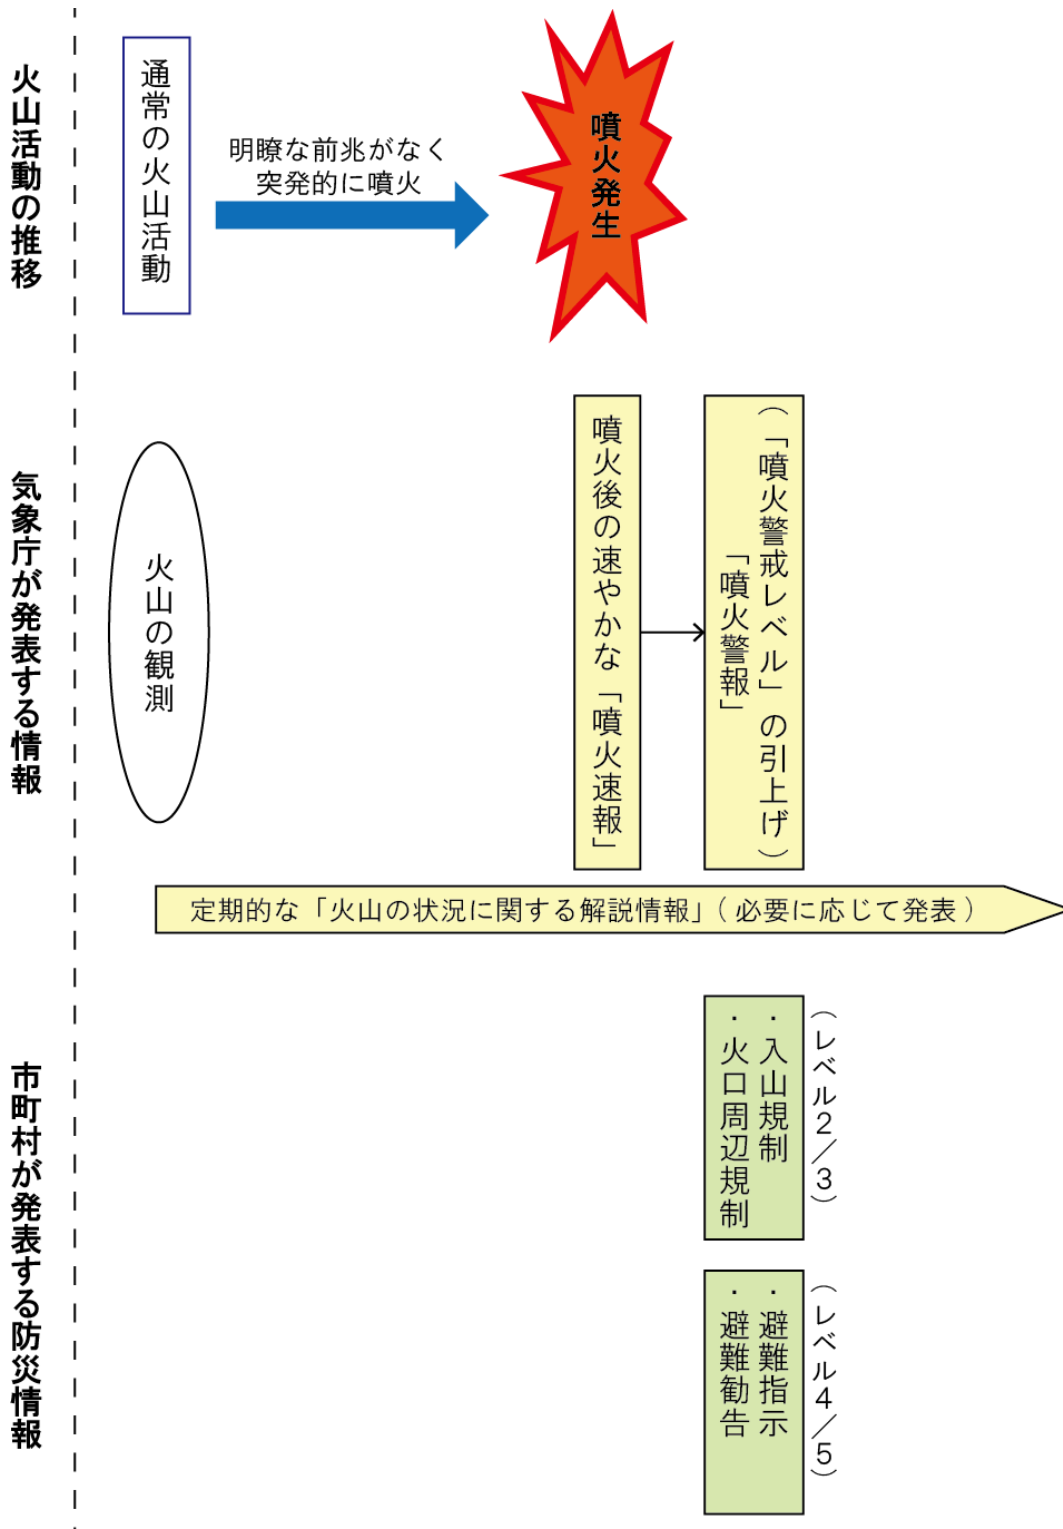 火山活動の推移
通常の火山活動
明瞭な前兆がなく
突発的に噴火
噴火発生
気象庁が発表する情報
火山の観測
噴火後の速やかな「噴火速報」
(「噴火警戒レベル」の引上げ)
「噴火警報」
定期的な「火山の状況に関する解説情報」( 必要に応じて発表 )
市町村が発表する防災情報
(レベル2/3)
・入山規制
・火口周辺規制
(レベル4/5)
・避難指示
・避難勧告